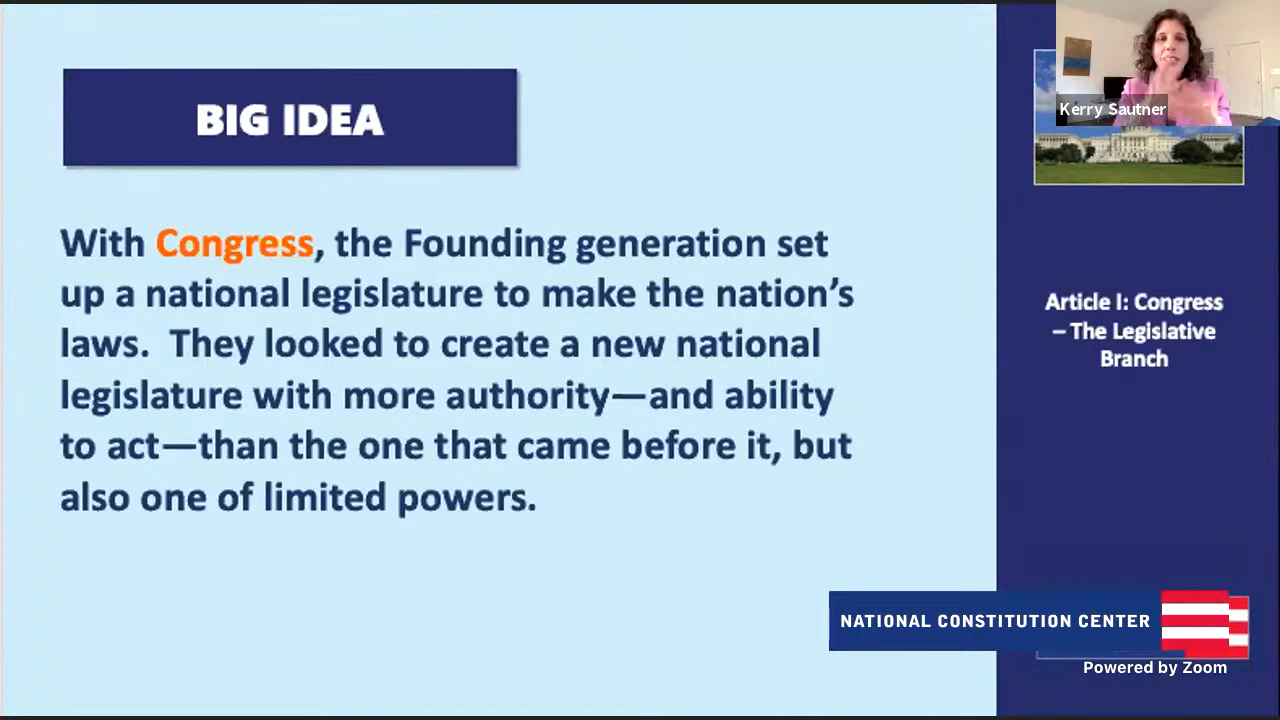 BIG IDEA
With Congress, the Founding generation set
up a national legislature to make the nation’s
laws.  They looked to create a new national
legislature with more authority—and ability
to act—than the one that came before it, but
also one of limited powers.
Kerry Sautner
Article I: Congress
– The Legislative
Branch
NATIONAL CONSTITUTION CENTER
Powered by Zoom